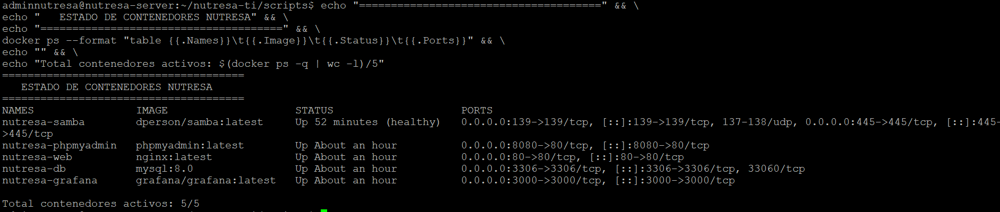 adminnutresa@nutresa-server:~/nutresa-ti/scripts$ echo "======================================" && \
echo "   ESTADO DE CONTENEDORES NUTRESA" && \
echo "======================================" && \
docker ps --format "table {{.Names}}\t{{.Image}}\t{{.Status}}\t{{.Ports}}" && \
echo "" && \
echo "Total contenedores activos: $(docker ps -q | wc -l)/5"
======================================
   ESTADO DE CONTENEDORES NUTRESA
======================================
NAMES                IMAGE                    STATUS                    PORTS
nutresa-samba        dperson/samba:latest     Up 52 minutes (healthy)   0.0.0.0:139->139/tcp, [::]:139->139/tcp, 137-138/udp, 0.0.0.0:445->445/tcp, [::]:445-
>445/tcp
nutresa-phpmyadmin   phpmyadmin:latest        Up About an hour          0.0.0.0:8080->80/tcp, [::]:8080->80/tcp
nutresa-web          nginx:latest             Up About an hour          0.0.0.0:80->80/tcp, [::]:80->80/tcp
nutresa-db           mysql:8.0                Up About an hour          0.0.0.0:3306->3306/tcp, [::]:3306->3306/tcp, 33060/tcp
nutresa-grafana      grafana/grafana:latest   Up About an hour          0.0.0.0:3000->3000/tcp, [::]:3000->3000/tcp
Total contenedores activos: 5/5